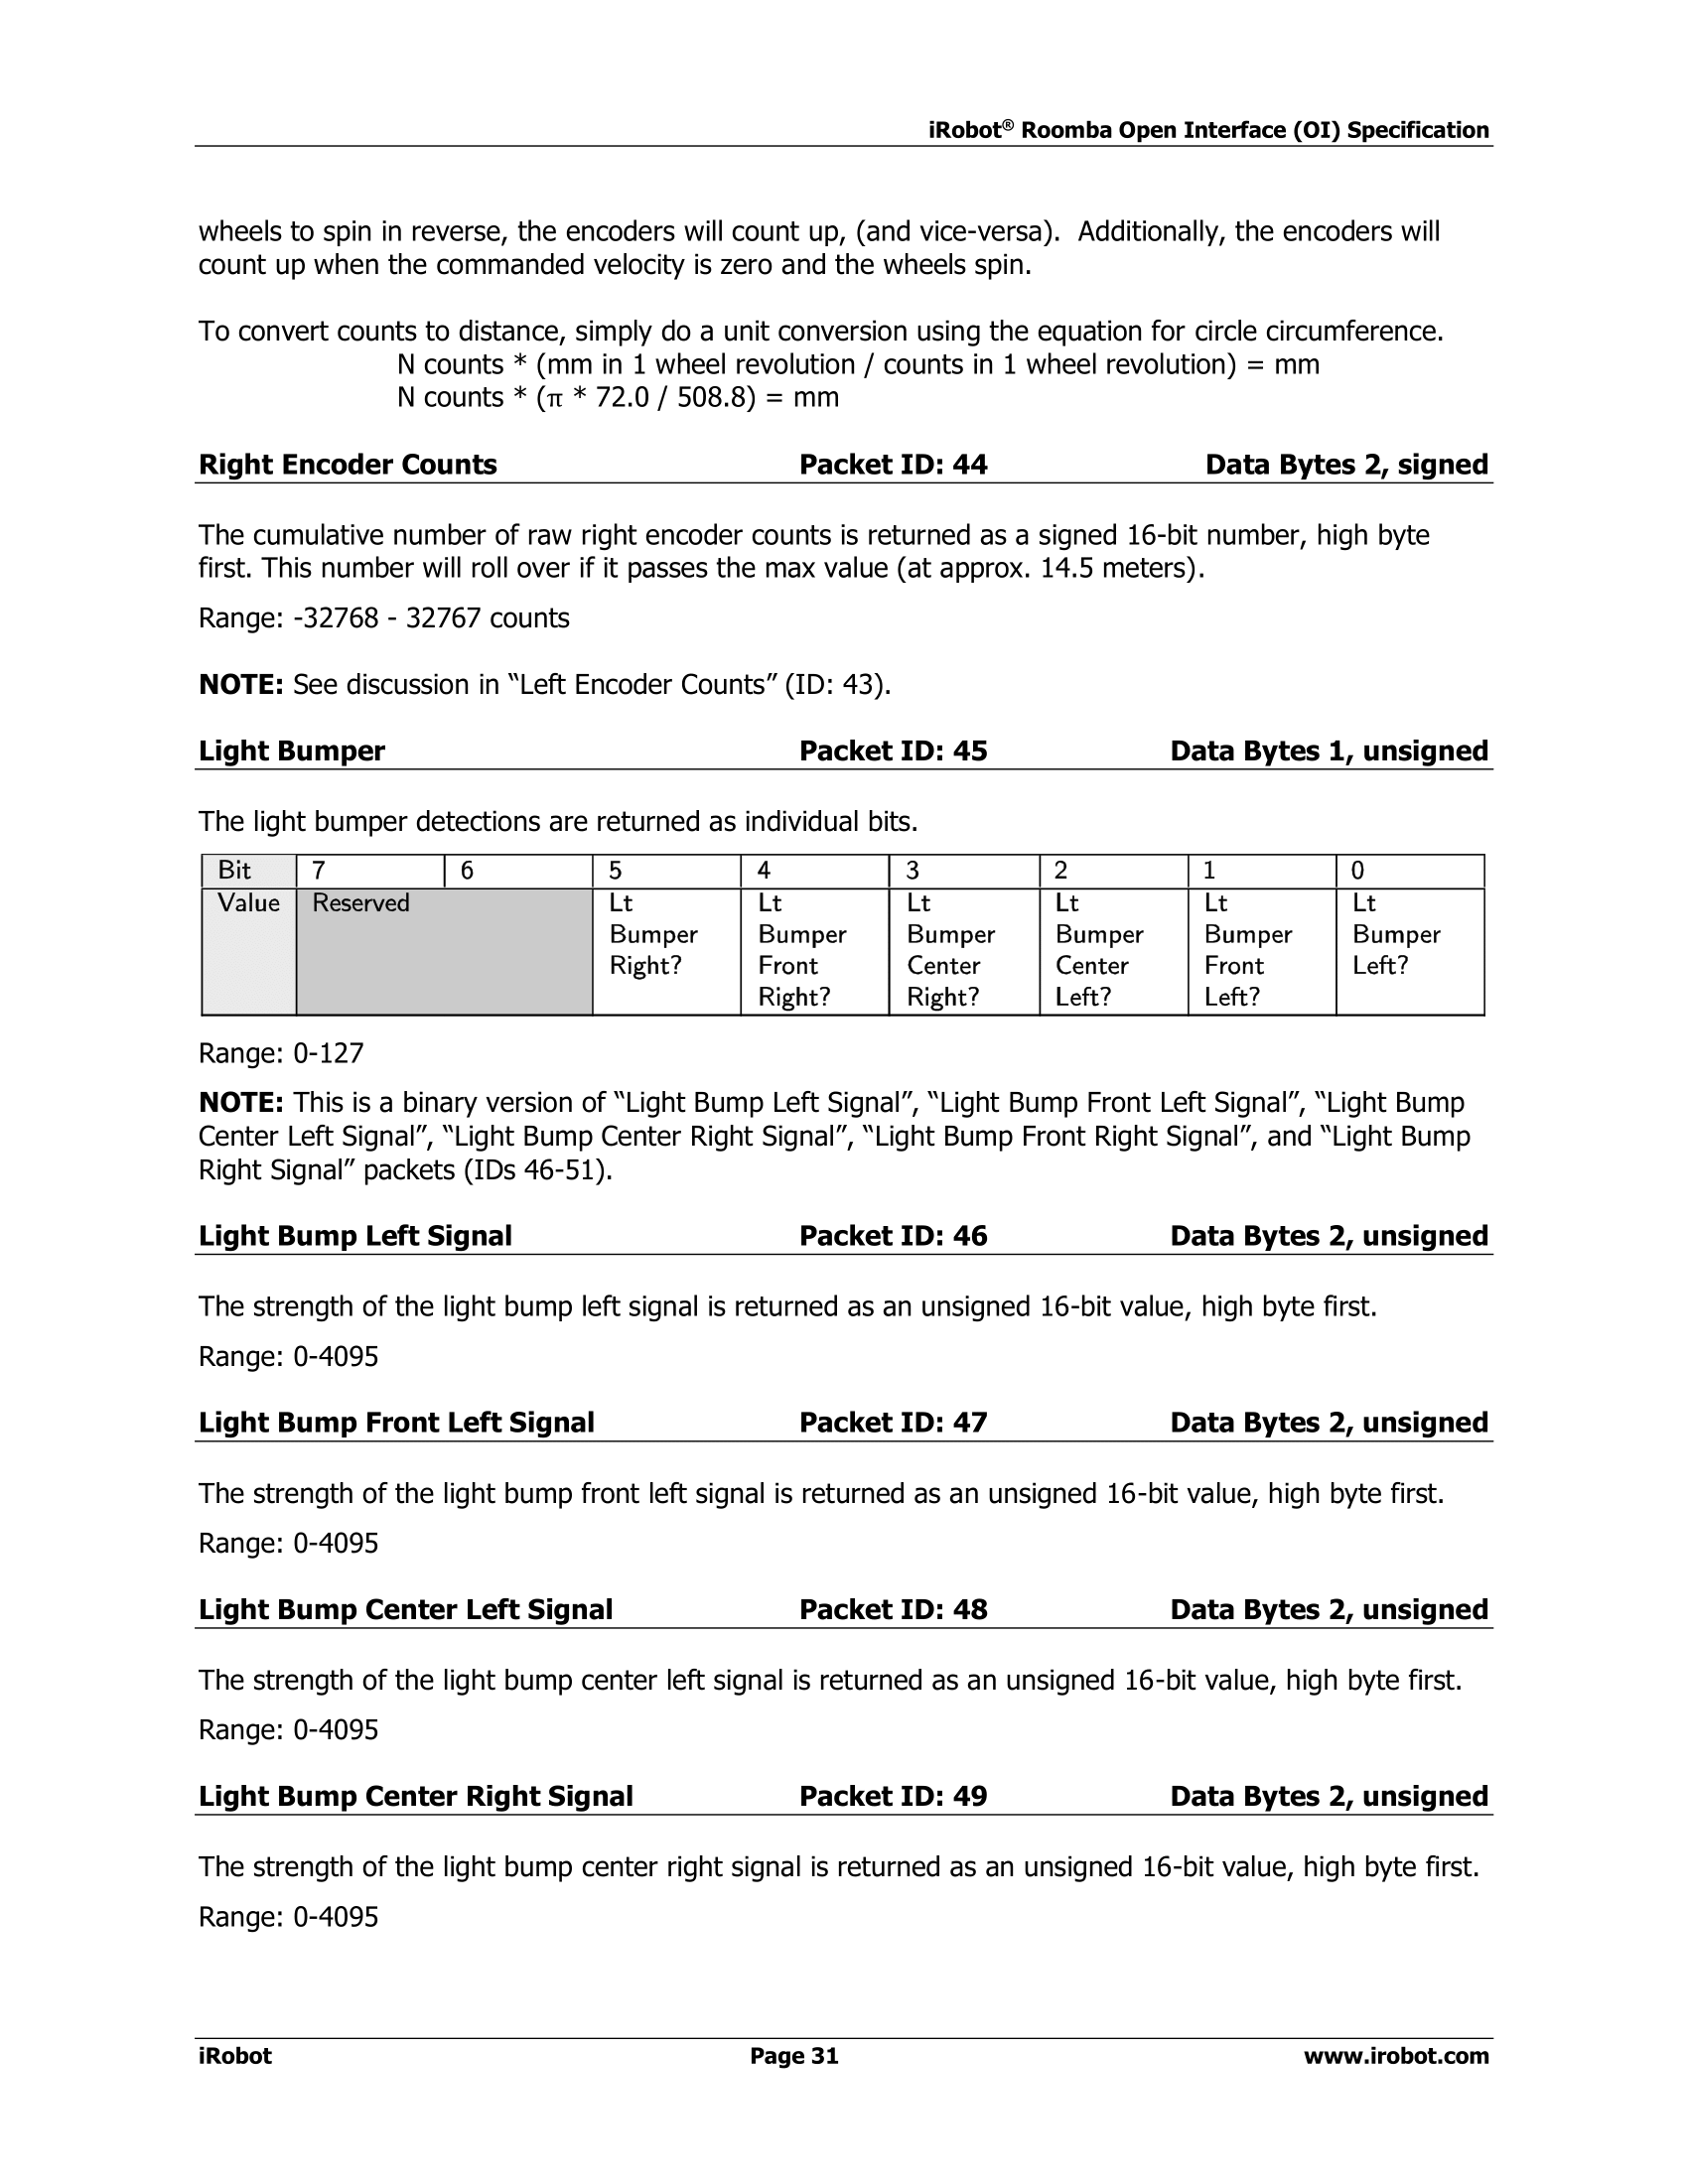 iRobot® Roomba Open Interface (OI) Specification
wheels to spin in reverse, the encoders will count up, (and vice-versa).  Additionally, the encoders will
count up when the commanded velocity is zero and the wheels spin.
To convert counts to distance, simply do a unit conversion using the equation for circle circumference.
N counts * (mm in 1 wheel revolution / counts in 1 wheel revolution) = mm
N counts * (π * 72.0 / 508.8) = mm
Right Encoder Counts Packet ID: 44 Data Bytes 2, signed
The cumulative number of raw right encoder counts is returned as a signed 16-bit number, high byte
first. This number will roll over if it passes the max value (at approx. 14.5 meters).
Range: -32768 - 32767 counts
NOTE: See discussion in “Left Encoder Counts” (ID: 43).
Light Bumper Packet ID: 45 Data Bytes 1, unsigned
The light bumper detections are returned as individual bits.
Bit 7 6 5 4 3 2 1 0
Value Reserved Lt Lt Lt Lt Lt Lt
Bumper Bumper Bumper Bumper Bumper Bumper
Right? Front Center Center Front Left?
Right? Right? Left? Left?
Range: 0-127
NOTE: This is a binary version of “Light Bump Left Signal”, “Light Bump Front Left Signal”, “Light Bump
Center Left Signal”, “Light Bump Center Right Signal”, “Light Bump Front Right Signal”, and “Light Bump
Right Signal” packets (IDs 46-51).
Light Bump Left Signal Packet ID: 46 Data Bytes 2, unsigned
The strength of the light bump left signal is returned as an unsigned 16-bit value, high byte first.
Range: 0-4095
Light Bump Front Left Signal Packet ID: 47 Data Bytes 2, unsigned
The strength of the light bump front left signal is returned as an unsigned 16-bit value, high byte first.
Range: 0-4095
Light Bump Center Left Signal Packet ID: 48 Data Bytes 2, unsigned
The strength of the light bump center left signal is returned as an unsigned 16-bit value, high byte first.
Range: 0-4095
Light Bump Center Right Signal Packet ID: 49 Data Bytes 2, unsigned
The strength of the light bump center right signal is returned as an unsigned 16-bit value, high byte first.
Range: 0-4095
iRobot Page 31 www.irobot.com